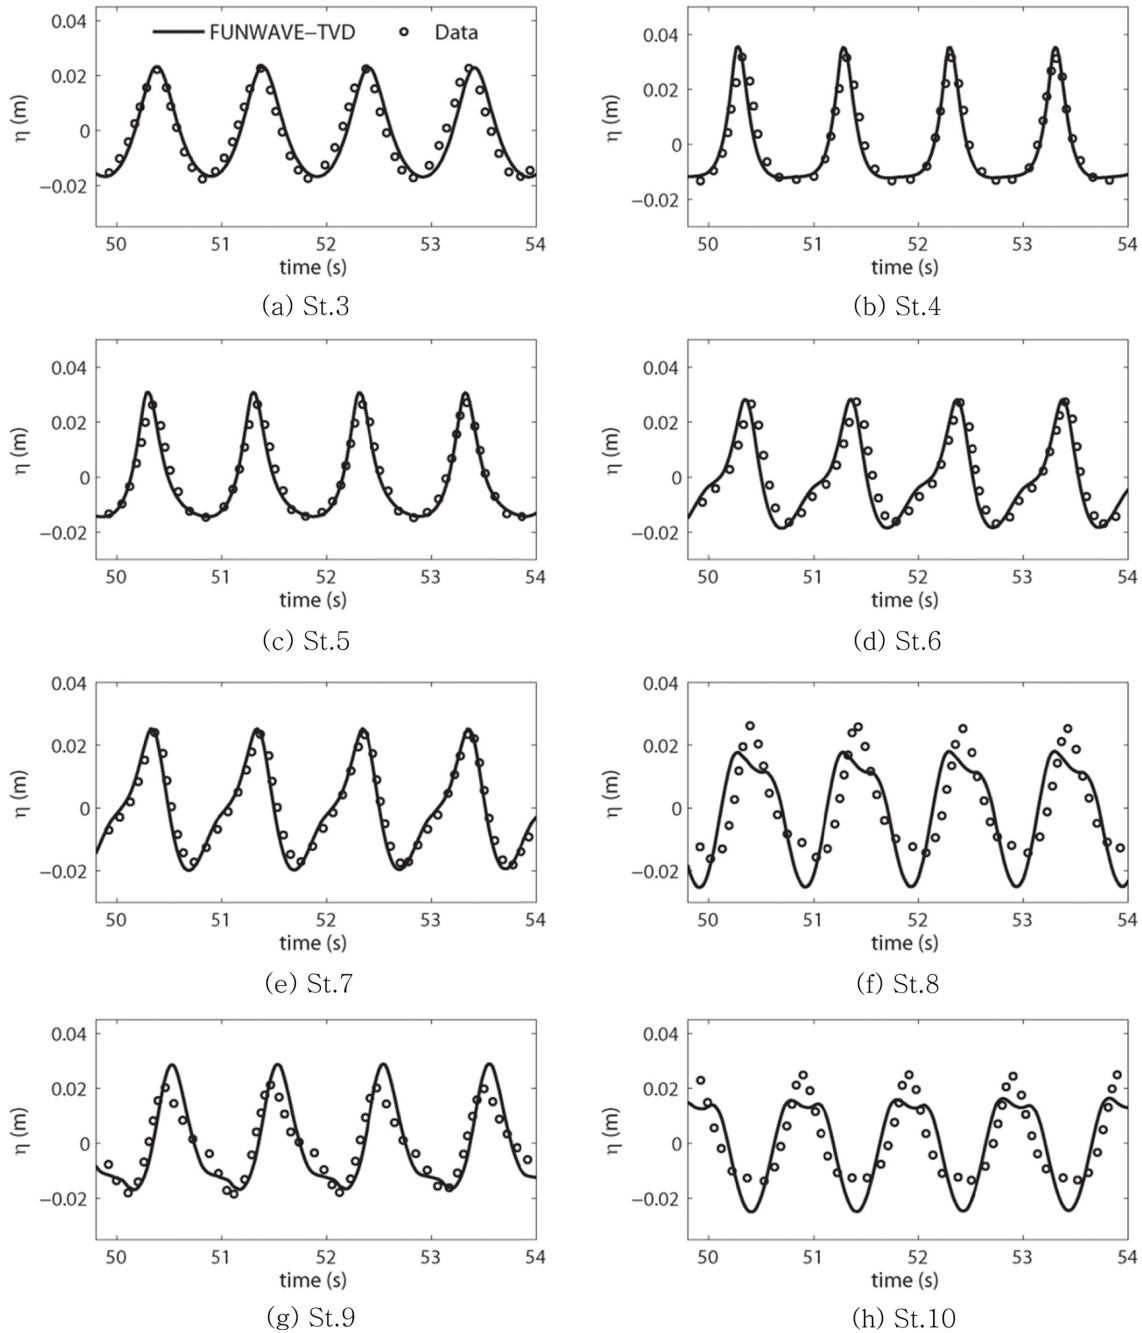 FUNWAVE–TVD Data
0.04
0.02
0
−0.02
η (m)
50 51 52 53 54
time (s)
(a) St.3
0.04
0.02
0
−0.02
η (m)
50 51 52 53 54
time (s)
(b) St.4
0.04
0.02
0
−0.02
η (m)
50 51 52 53 54
time (s)
(c) St.5
0.04
0.02
0
−0.02
η (m)
50 51 52 53 54
time (s)
(d) St.6
0.04
0.02
0
−0.02
η (m)
50 51 52 53 54
time (s)
(e) St.7
0.04
0.02
0
−0.02
η (m)
50 51 52 53 54
time (s)
(f) St.8
0.04
0.02
0
−0.02
η (m)
50 51 52 53 54
time (s)
(g) St.9
0.04
0.02
0
−0.02
η (m)
50 51 52 53 54
time (s)
(h) St.10